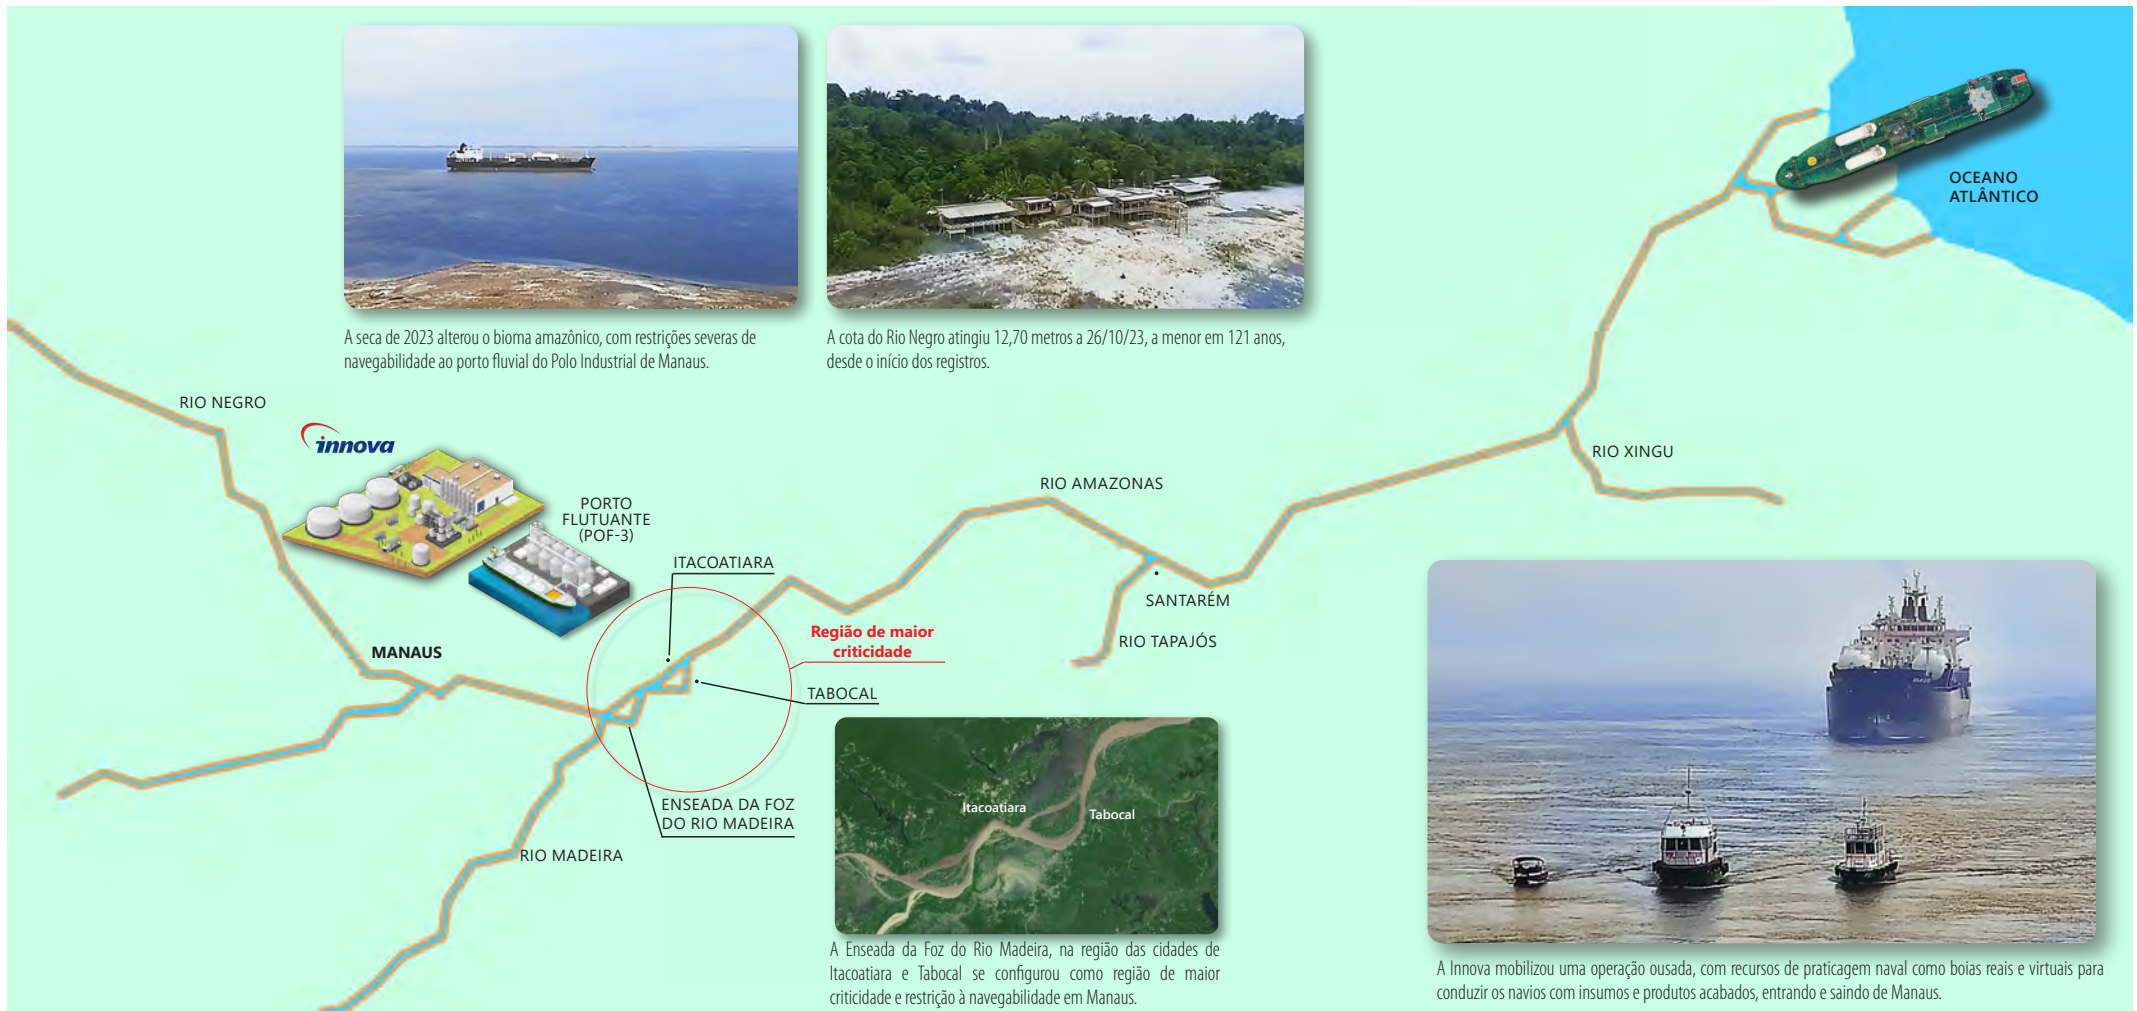 A seca de 2023 alterou o bioma amazônico, com restrições severas de
navegabilidade ao porto fluvial do Polo Industrial de Manaus.
A cota do Rio Negro atingiu 12,70 metros a 26/10/23, a menor em 121 anos,
desde o início dos registros.
OCEANO
ATLÂNTICO
RIO NEGRO
innova
PORTO
FLUTUANTE
(POF-3)
ITACOATIARA
MANAUS
Região de maior
criticidade
TABOCAL
ENSEADA DA FOZ
DO RIO MADEIRA
RIO MADEIRA
RIO AMAZONAS
SANTARÉM
RIO TAPAJÓS
RIO XINGU
Itacoatiara
Tabocal
A Enseada da Foz do Rio Madeira, na região das cidades de
Itacoatiara e Tabocal se configurou como região de maior
criticidade e restrição à navegabilidade em Manaus.
A Innova mobilizou uma operação ousada, com recursos de praticagem naval como boias reais e virtuais para
conduzir os navios com insumos e produtos acabados, entrando e saindo de Manaus.